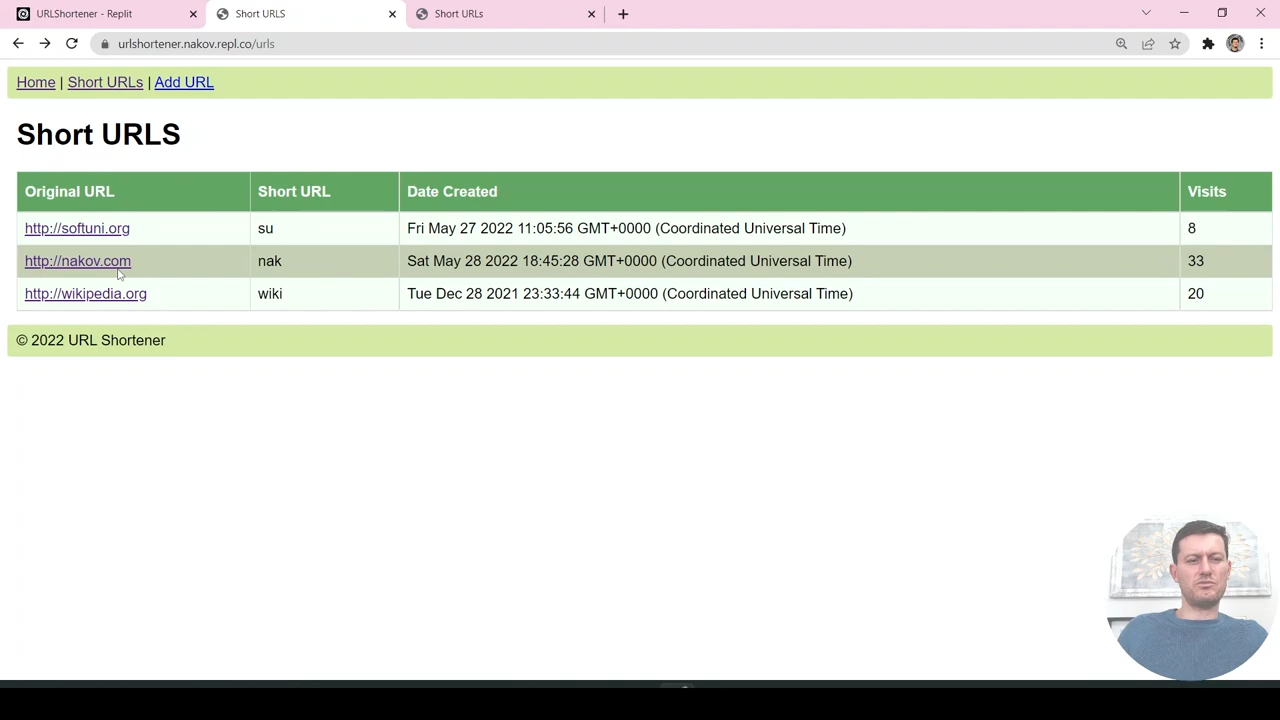 URLShortener - Replit
Short URLS
Short URLs
urlshortener.nakov.repl.co/urls
Home | Short URLs | Add URL
Short URLS
Original URL Short URL Date Created Visits
http://softuni.org su Fri May 27 2022 11:05:56 GMT+0000 (Coordinated Universal Time) 8
http://nakov.com nak Sat May 28 2022 18:45:28 GMT+0000 (Coordinated Universal Time) 33
http://wikipedia.org wiki Tue Dec 28 2021 23:33:44 GMT+0000 (Coordinated Universal Time) 20
© 2022 URL Shortener